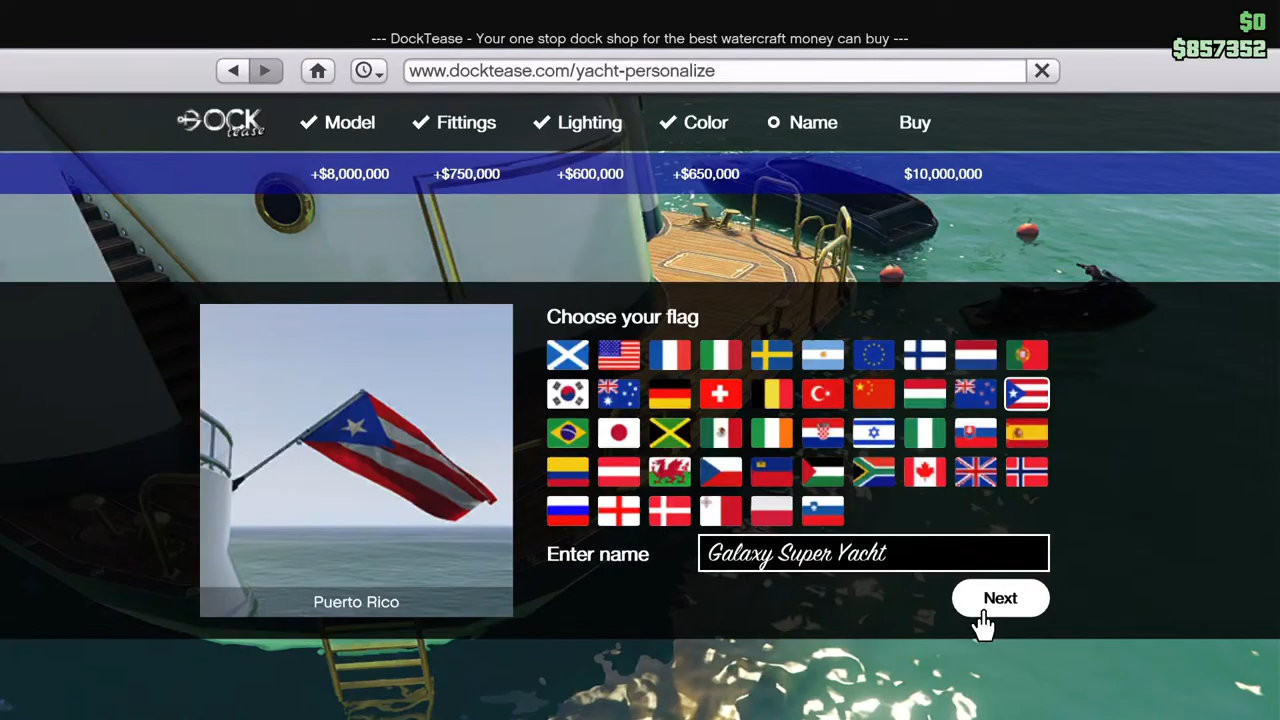 $0
--- DockTease - Your one stop dock shop for the best watercraft money can buy ---
$857352
www.docktease.com/yacht-personalize
DOCK tease Model Fittings Lighting Color Name Buy
+$8,000,000 +$750,000 +$600,000 +$650,000 $10,000,000
Choose your flag
Enter name Galaxy Super Yacht
Next
Puerto Rico